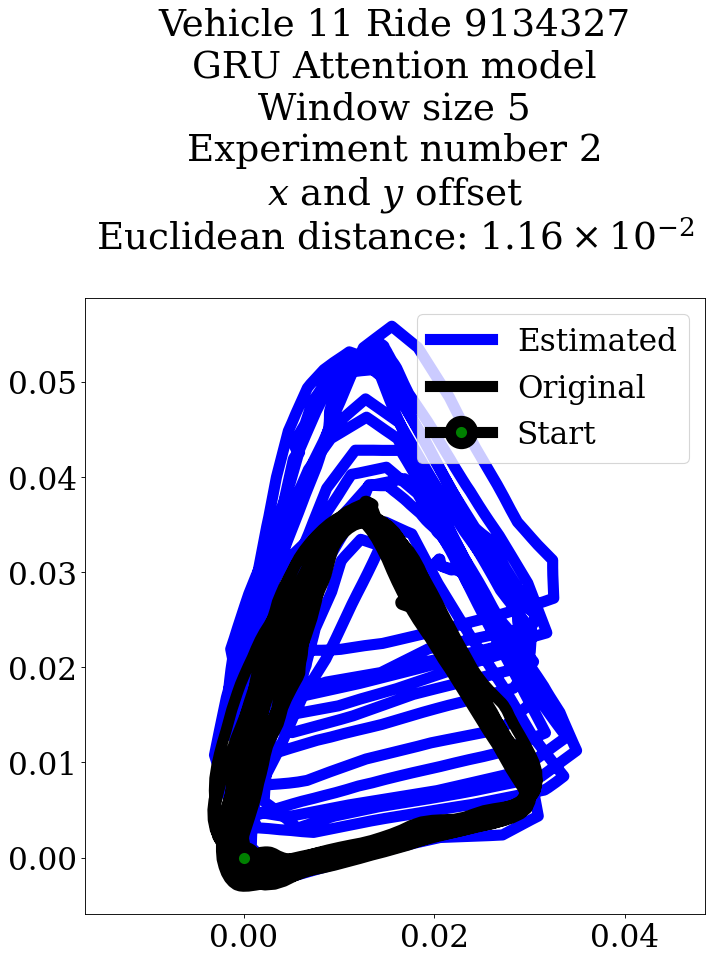 Vehicle 11 Ride 9134327
GRU Attention model
Window size 5
Experiment number 2
x and y offset
Euclidean distance: 1.16 × 10⁻²
Estimated
Original
Start
0.05
0.04
0.03
0.02
0.01
0.00
0.00 0.02 0.04